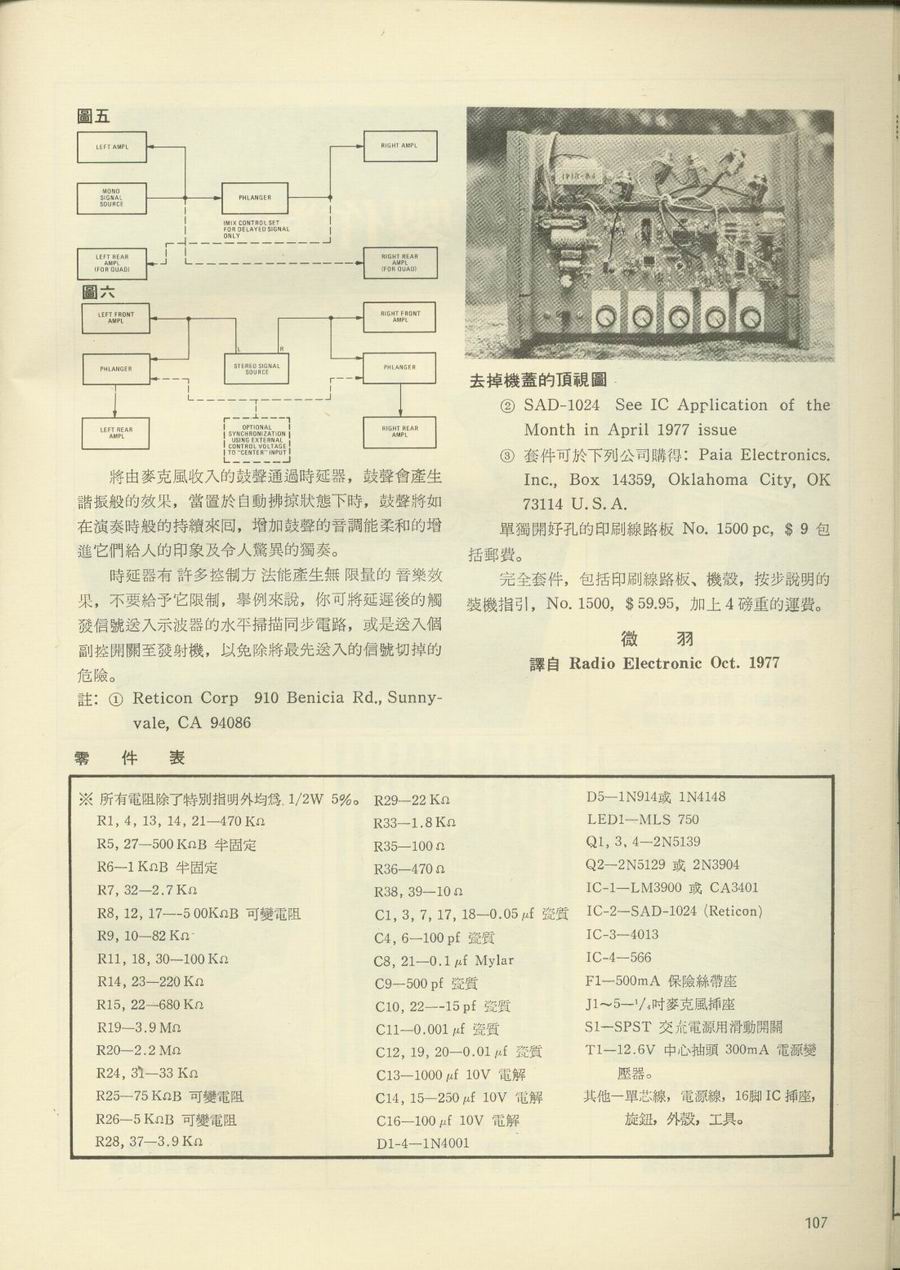 圖五
LEFT AMPL
RIGHT AMPL
MONO
SIGNAL
SOURCE
PHLANGER
(MIX CONTROL SET
FOR DELAYED SIGNAL
ONLY
LEFT REAR
AMPL
(FOR QUAD)
RIGHT REAR
AMPL
(FOR QUAD)
圖六
LEFT FRONT
AMPL
RIGHT FRONT
AMPL
L
R
PHLANGER
STEREO SIGNAL
SOURCE
PHLANGER
LEFT REAR
AMPL
OPTIONAL
SYNCHRONIZATION
USING EXTERNAL
CONTROL VOLTAGE
TO "CENTER" INPUT
RIGHT REAR
AMPL
將由麥克風收入的鼓聲通過時延器，鼓聲會產生
諧振般的效果，當置於自動拂掠狀態下時，鼓聲將如
在演奏時般的持續來回，增加鼓聲的音調能柔和的增
進它們給人的印象及令人驚異的獨奏。
時延器有許多控制方法能產生無限量的音樂效
果，不要給予它限制，擧例來說，你可將延遲後的觸
發信號送入示波器的水平掃描同步電路，或是送入個
副控開關至發射機，以免除將最先送入的信號切掉的
危險。
註：① Reticon Corp 910 Benicia Rd., Sunny-
vale, CA 94086
去掉機蓋的頂視圖
② SAD-1024 See IC Application of the
Month in April 1977 issue
③ 套件可於下列公司購得：Paia Electronics.
Inc., Box 14359, Oklahoma City, OK
73114 U.S.A.
單獨開好孔的印刷線路板 No. 1500 pc, $ 9 包
括郵費。
完全套件，包括印刷線路板、機殼，按步說明的
裝機指引，No. 1500, $ 59.95, 加上 4 磅重的運費。
微 羽
譯自 Radio Electronic Oct. 1977
零件表
※ 所有電阻除了特別指明外均爲 1/2W 5%。
R1, 4, 13, 14, 21—470 KΩ
R5, 27—500 KΩB 半固定
R6—1 KΩB 半固定
R7, 32—2.7 KΩ
R8, 12, 17—-500KΩB 可變電阻
R9, 10—82 KΩ
R11, 18, 30—100 KΩ
R14, 23—220 KΩ
R15, 22—680 KΩ
R19—3.9 MΩ
R20—2.2 MΩ
R24, 31—33 KΩ
R25—75 KΩB 可變電阻
R26—5 KΩB 可變電阻
R28, 37—3.9 KΩ
R29—22 KΩ
R33—1.8 KΩ
R35—100 Ω
R36—470 Ω
R38, 39—10 Ω
C1, 3, 7, 17, 18—0.05 μf 瓷質
C4, 6—100 pf 瓷質
C8, 21—0.1 μf Mylar
C9—500 pf 瓷質
C10, 22—-15 pf 瓷質
C11—0.001 μf 瓷質
C12, 19, 20—0.01 μf 瓷質
C13—1000 μf 10V 電解
C14, 15—250 μf 10V 電解
C16—100 μf 10V 電解
D1-4—1N4001
D5—1N914或 1N4148
LED1—MLS 750
Q1, 3, 4—2N5139
Q2—2N5129 或 2N3904
IC-1—LM3900 或 CA3401
IC-2—SAD-1024 (Reticon)
IC-3—4013
IC-4—566
F1—500mA 保險絲帶座
J1～5—1/4吋麥克風插座
S1—SPST 交流電源用滑動開關
T1—12.6V 中心抽頭 300mA 電源變
壓器。
其他—單芯線，電源線，16脚 IC 插座，
旋鈕，外殼，工具。
107